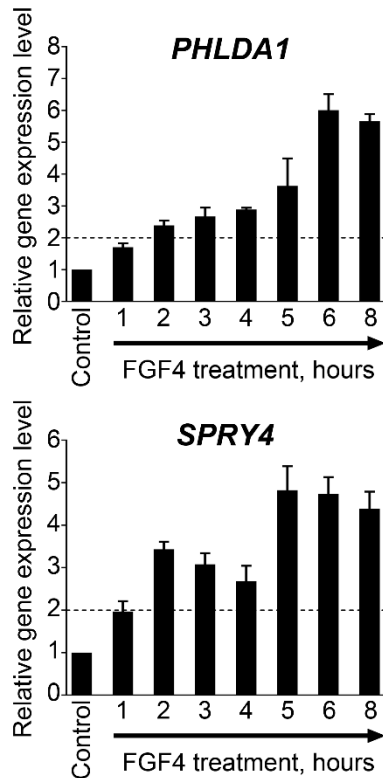 PHLDA1
Relative gene expression level
8
7
6
5
4
3
2
1
0
Control 1 2 3 4 5 6 8
FGF4 treatment, hours
SPRY4
Relative gene expression level
6
5
4
3
2
1
0
Control 1 2 3 4 5 6 8
FGF4 treatment, hours